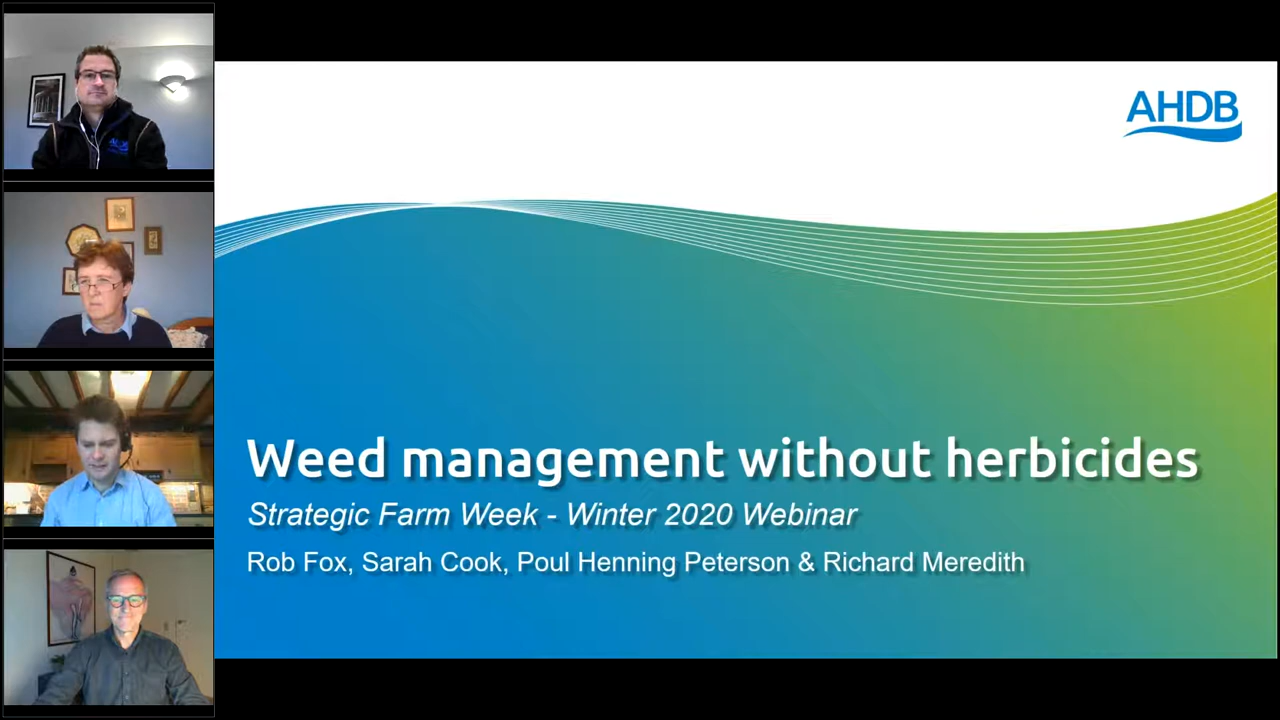 AHDB
AHDB
Weed management without herbicides
Strategic Farm Week - Winter 2020 Webinar
Rob Fox, Sarah Cook, Poul Henning Peterson & Richard Meredith